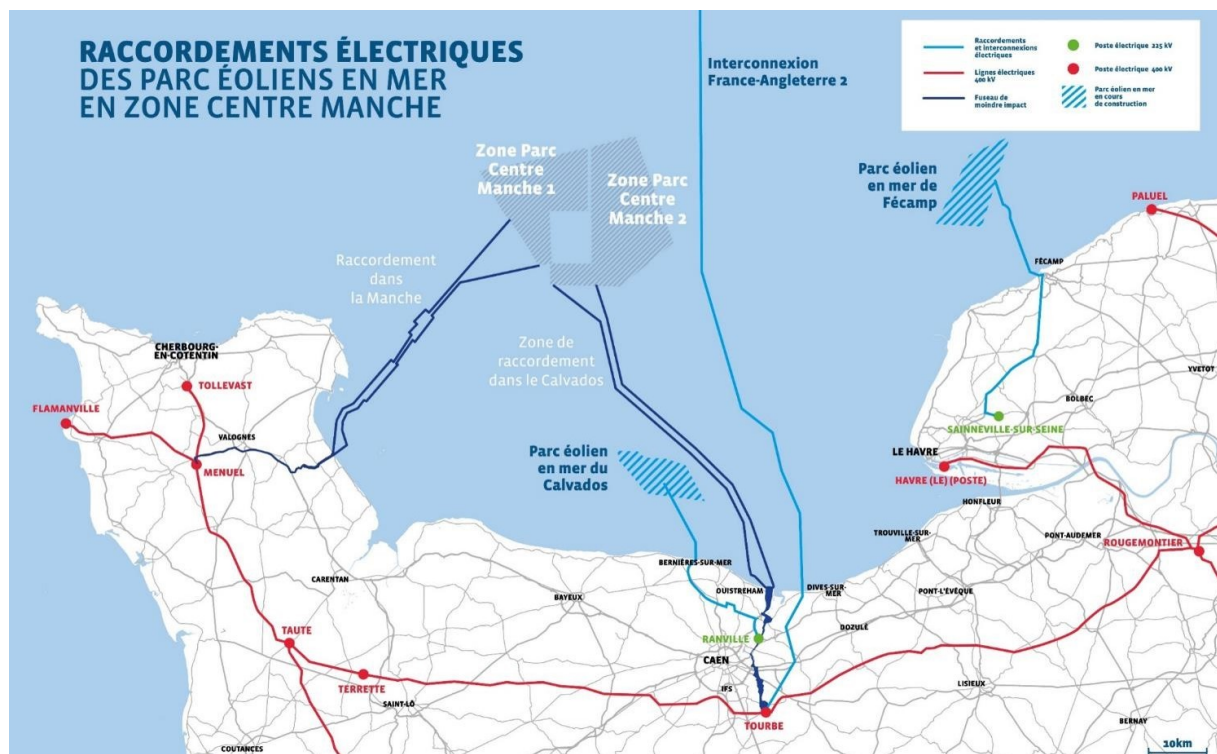 RACCORDEMENTS ÉLECTRIQUES
DES PARC ÉOLIENS EN MER
EN ZONE CENTRE MANCHE
Interconnexion
France-Angleterre 2
Raccordements
et interconnexions
électriques
Lignes électriques
400 kV
Fuseau de
moindre impact
Poste électrique 225 kV
Poste électrique 400 kV
Parc éolien en mer
en cours
de construction
Zone Parc
Centre
Manche 1
Zone Parc
Centre
Manche 2
Parc éolien
en mer de
Fécamp
PALUEL
FÉCAMP
Raccordement
dans
la Manche
Zone de
raccordement
dans le Calvados
CHERBOURG-
EN-COTENTIN
TOLLEVAST
FLAMANVILLE
VALOGNES
MENUEL
YVETOT
BOLBEC
SAINNEVILLE-SUR-SEINE
LE HAVRE
HAVRE (LE) (POSTE)
HONFLEUR
Parc éolien
en mer du
Calvados
TROUVILLE-SUR-
MER
PONT-AUDEMER
ROUGEMONTIER
BERNIÈRES-SUR-MER
CARENTAN
BAYEUX
OUISTREHAM
DIVES-SUR-
MER
PONT-L'ÉVÊQUE
DOZULÉ
RANVILLE
TAUTE
CAEN
TERRETTE
IFS
LISIEUX
SAINT-LÔ
TOURBE
BERNAY
COUTANCES
10km